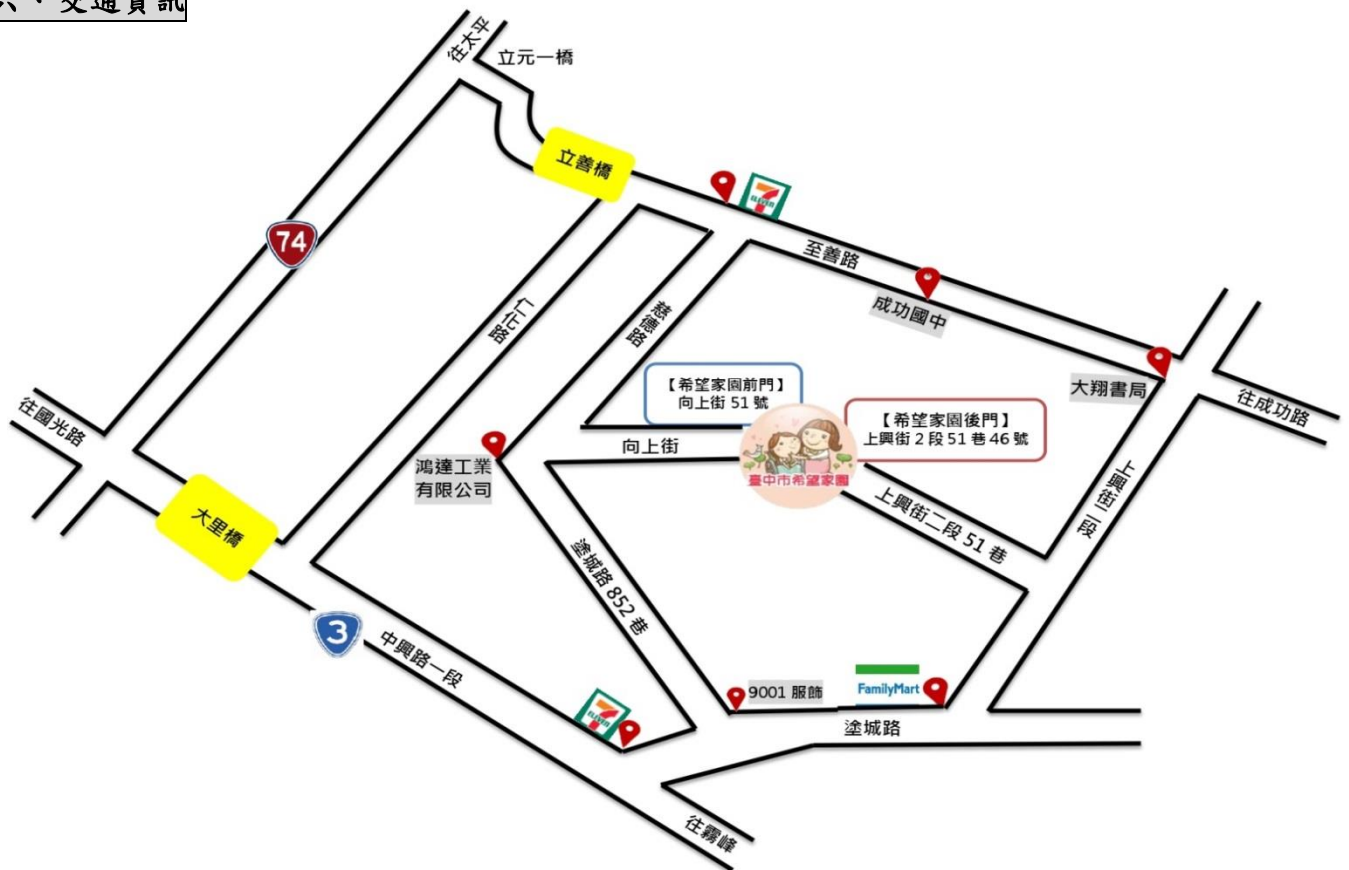 六、交通資訊
往太平
立元一橋
立善橋
7
ELEVEN
74
至善路
成功國中
仁化路
慈德路
大翔書局
往成功路
【希望家園前門】
向上街 51 號
【希望家園後門】
上興街 2 段 51 巷 46 號
往國光路
向上街
臺中市希望家園
鴻達工業
有限公司
上興街二段
上興街二段 51 巷
大里橋
塗城路 852 巷
3
中興路一段
9001 服飾
FamilyMart
7
ELEVEN
塗城路
往霧峰